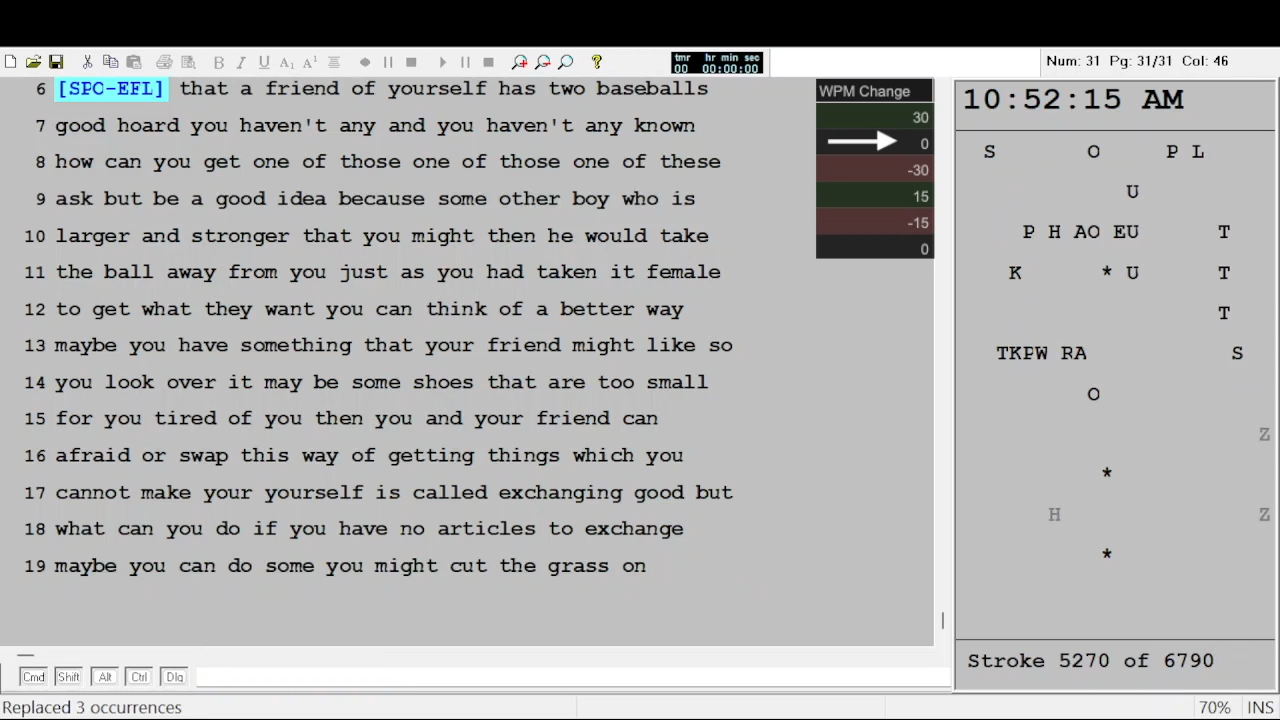 B I U A₁ A¹ ?
tmr hr min sec
00 00:00:00
Num: 31 Pg: 31/31 Col: 46
6 [SPO-EFL] that a friend of yourself has two baseballs
7 good hoard you haven't any and you haven't any known
8 how can you get one of those one of those one of these
9 ask but be a good idea because some other boy who is
10 larger and stronger that you might then he would take
11 the ball away from you just as you had taken it female
12 to get what they want you can think of a better way
13 maybe you have something that your friend might like so
14 you look over it may be some shoes that are too small
15 for you tired of you then you and your friend can
16 afraid or swap this way of getting things which you
17 cannot make your yourself is called exchanging good but
18 what can you do if you have no articles to exchange
19 maybe you can do some you might cut the grass on
WPM Change
30
0
-30
15
-15
0
10:52:15 AM
S O P L
U
P H AO EU T
K * U T
T
TKPW RA S
O
Z
*
H Z
*
Stroke 5270 of 6790
Cmd Shift Alt Ctrl Dlg
Replaced 3 occurrences 70% INS